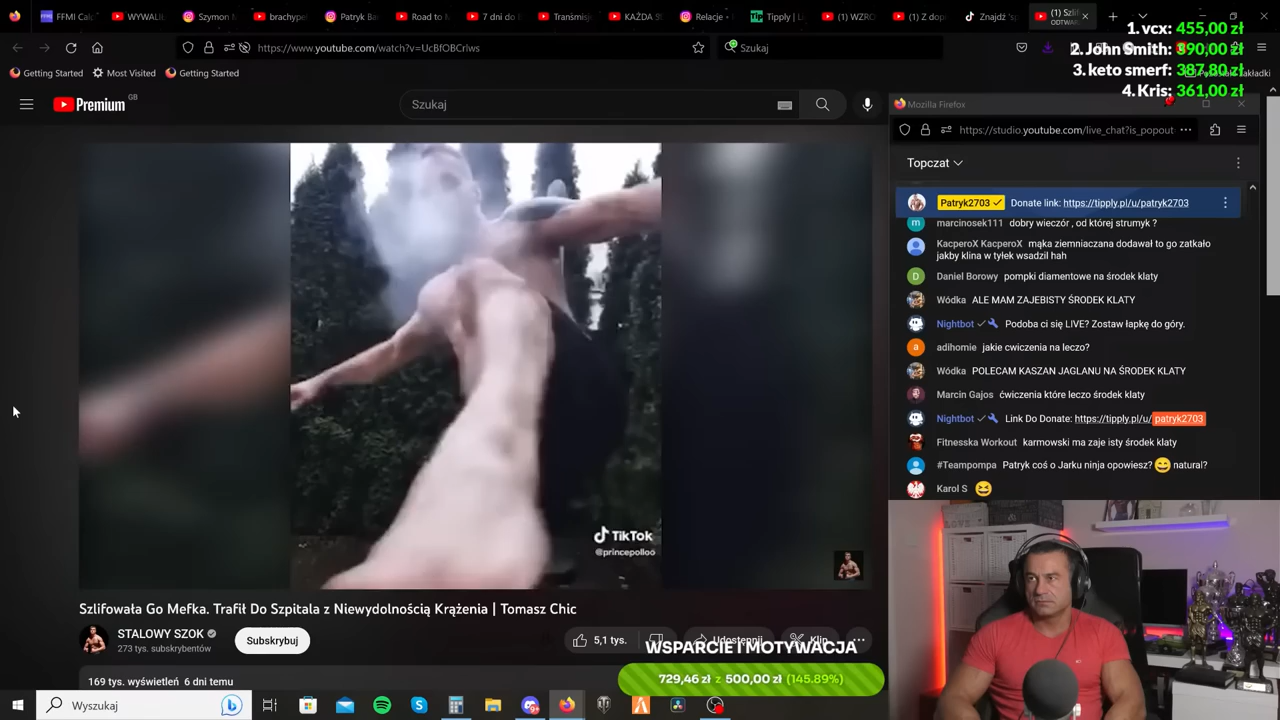 FFMI Calc
WYWALI
Szymon M
brachype
Patryk Ba
Road to M
7 dni do
Transmisje
KAŻDA S
Relacje •
Tipply | L
(1) WZRO
(1) Z dopo
Znajdź 's
(1) Szlif
ODTWAR
1. vcx: 455,00 zł
2. John Smith: 390,00 zł
3. keto smerf: 387,80 zł
4. Kris: 361,00 zł
https://www.youtube.com/watch?v=UcBfOBCrlws
Szukaj
Getting Started
Most Visited
Getting Started
Premium GB
Szukaj
Mozilla Firefox
https://studio.youtube.com/live_chat?is_popout
Topczat
Patryk2703 Donate link: https://tipply.pl/u/patryk2703
marcinosek111 dobry wieczór , od której strumyk ?
KacperoX KacperoX mąka ziemniaczana dodawał to go zatkało
jakby klina w tyłek wsadzil hah
D Daniel Borowy pompki diamentowe na środek klaty
Wódka ALE MAM ZAJEBISTY ŚRODEK KLATY
Nightbot Podoba ci się LIVE? Zostaw łapkę do góry.
a adihomie jakie cwiczenia na leczo?
Wódka POLECAM KASZAN JAGLANU NA ŚRODEK KLATY
Marcin Gajos ćwiczenia które leczo środek klaty
Nightbot Link Do Donate: https://tipply.pl/u/patryk2703
Fitnesska Workout karmowski ma zaje isty środek klaty
#Teampompa Patryk coś o Jarku ninja opowiesz? 😄 natural?
Karol S 😆
TikTok
@princepolloo
Szlifowała Go Mefka. Trafił Do Szpitala z Niewydolnością Krążenia | Tomasz Chic
STALOWY SZOK
273 tys. subskrybentów
Subskrybuj
5,1 tys.
Udostępnij
Klip
WSPARCIE I MOTYWACJA
729,46 zł z 500,00 zł (145.89%)
169 tys. wyświetleń 6 dni temu
Wyszukaj